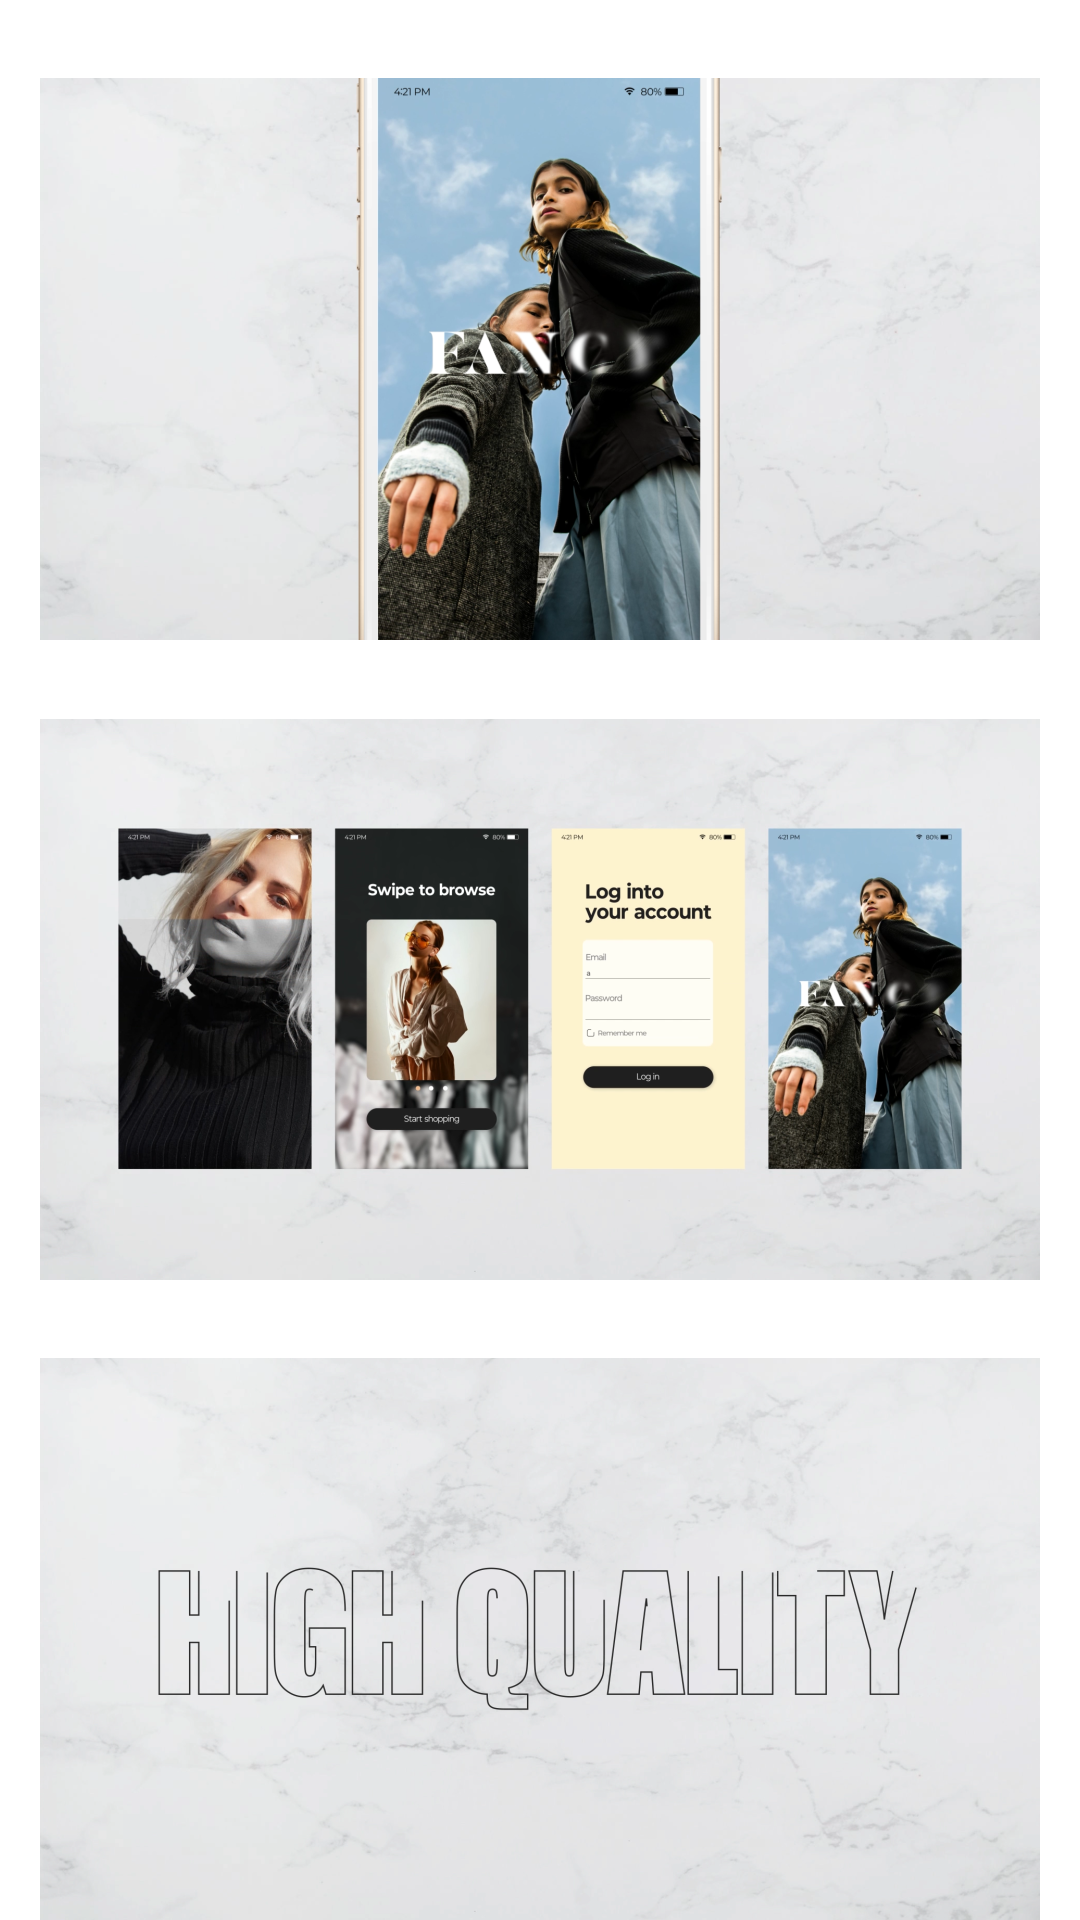 4:21 PM 80%
FANCY
4:21 PM 80%
4:21 PM 80%
Swipe to browse
Start shopping
4:21 PM 80%
Log into
your account
Email
a
Password
Remember me
Log in
4:21 PM 80%
FANCY
HIGH QUALITY